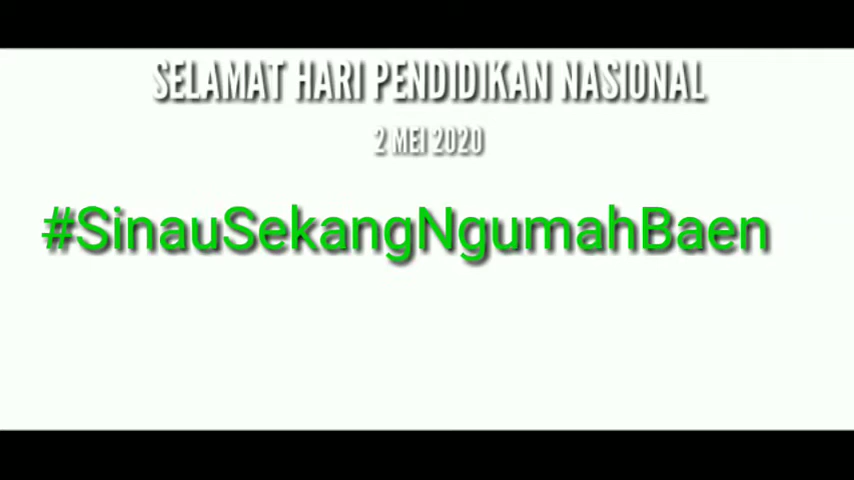 SELAMAT HARI PENDIDIKAN NASIONAL
2 MEI 2020
#SinauSekangNgumahBaen